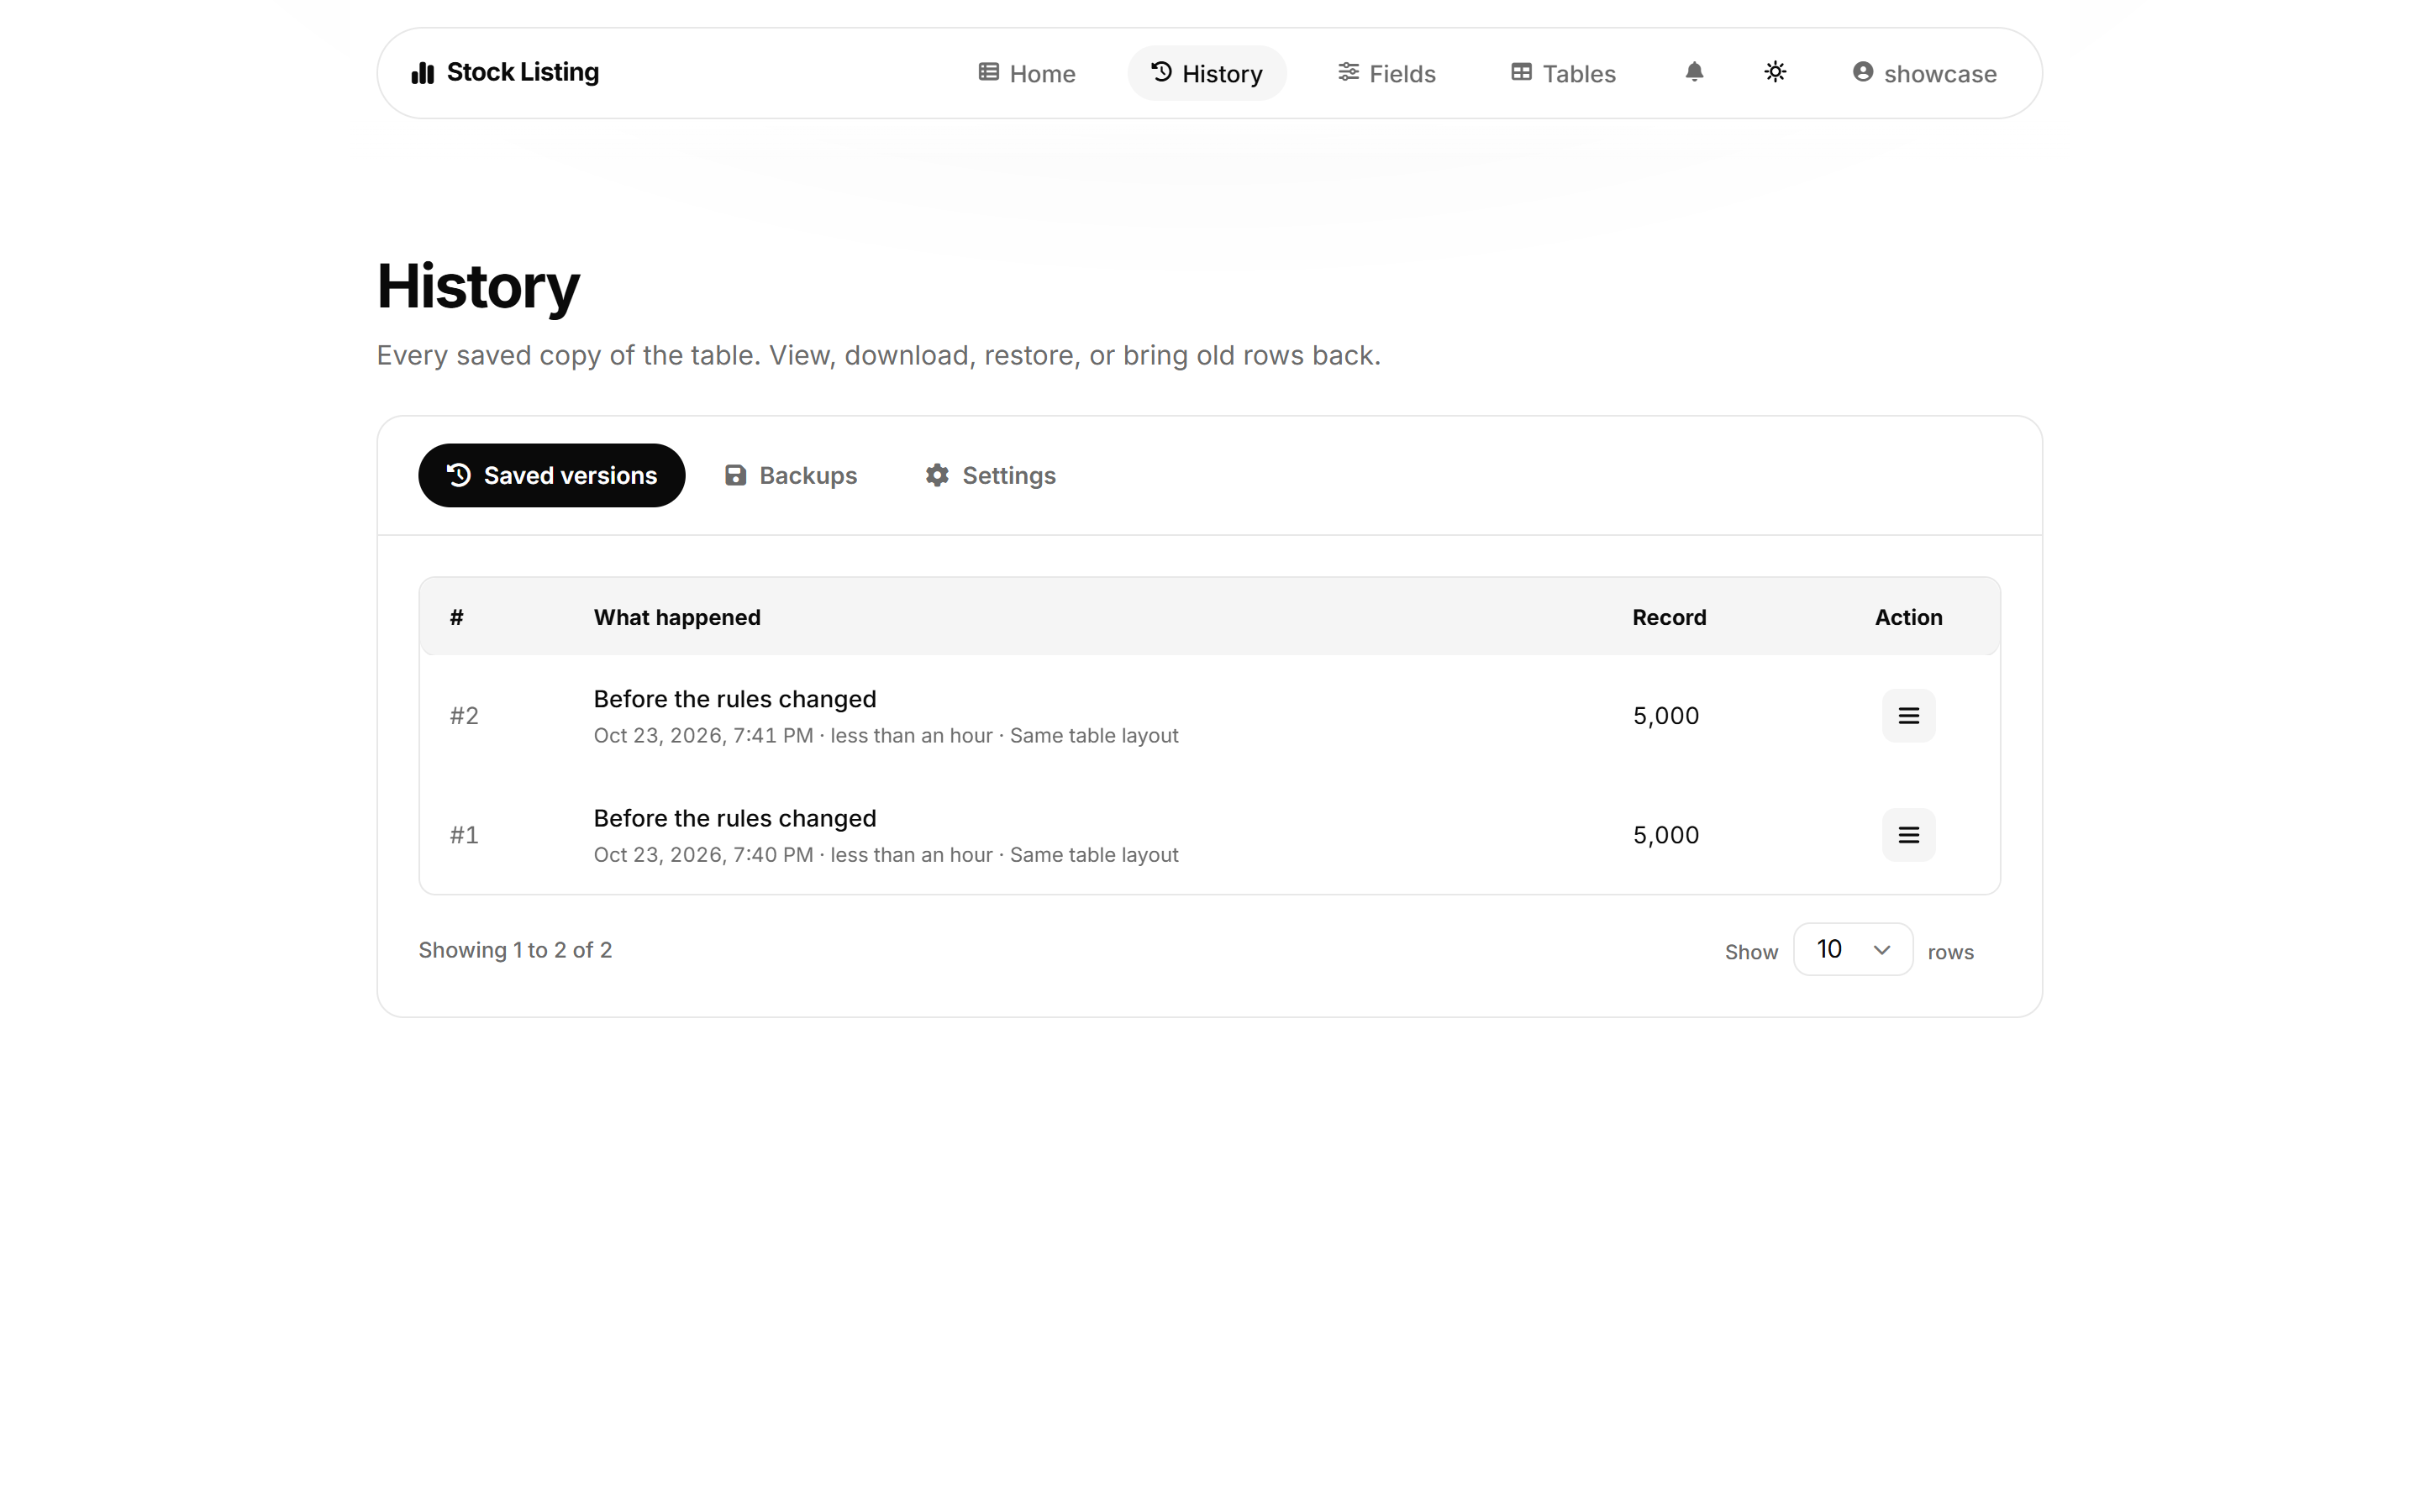 Stock Listing
Home
History
Fields
Tables
showcase
History
Every saved copy of the table. View, download, restore, or bring old rows back.
Saved versions
Backups
Settings
# What happened Record Action
#2 Before the rules changed 5,000
Oct 23, 2026, 7:41 PM · less than an hour · Same table layout
#1 Before the rules changed 5,000
Oct 23, 2026, 7:40 PM · less than an hour · Same table layout
Showing 1 to 2 of 2
Show 10 rows